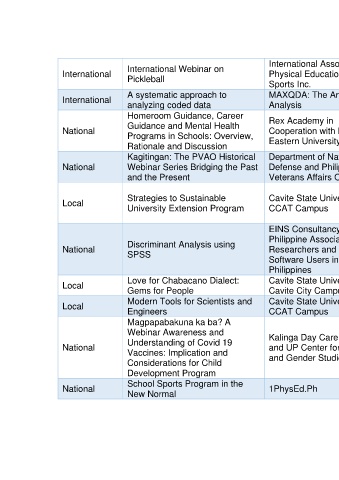 International
International Webinar on
Pickleball
International Asso
Physical Educatio
Sports Inc.
International
A systematic approach to
analyzing coded data
MAXQDA: The Ar
Analysis
National
Homeroom Guidance, Career
Guidance and Mental Health
Programs in Schools: Overview,
Rationale and Discussion
Rex Academy in
Cooperation with
Eastern University
National
Kagitingan: The PVAO Historical
Webinar Series Bridging the Past
and the Present
Department of Na
Defense and Phili
Veterans Affairs O
Local
Strategies to Sustainable
University Extension Program
Cavite State Unive
CCAT Campus
National
Discriminant Analysis using
SPSS
EINS Consultancy
Philippine Associa
Researchers and
Software Users in
Philippines
Local
Love for Chabacano Dialect:
Gems for People
Cavite State Unive
Cavite City Campu
Local
Modern Tools for Scientists and
Engineers
Cavite State Unive
CCAT Campus
National
Magpapabakuna ka ba? A
Webinar Awareness and
Understanding of Covid 19
Vaccines: Implication and
Considerations for Child
Development Program
Kalinga Day Care
and UP Center for
and Gender Studi
National
School Sports Program in the
New Normal
1PhysEd.Ph